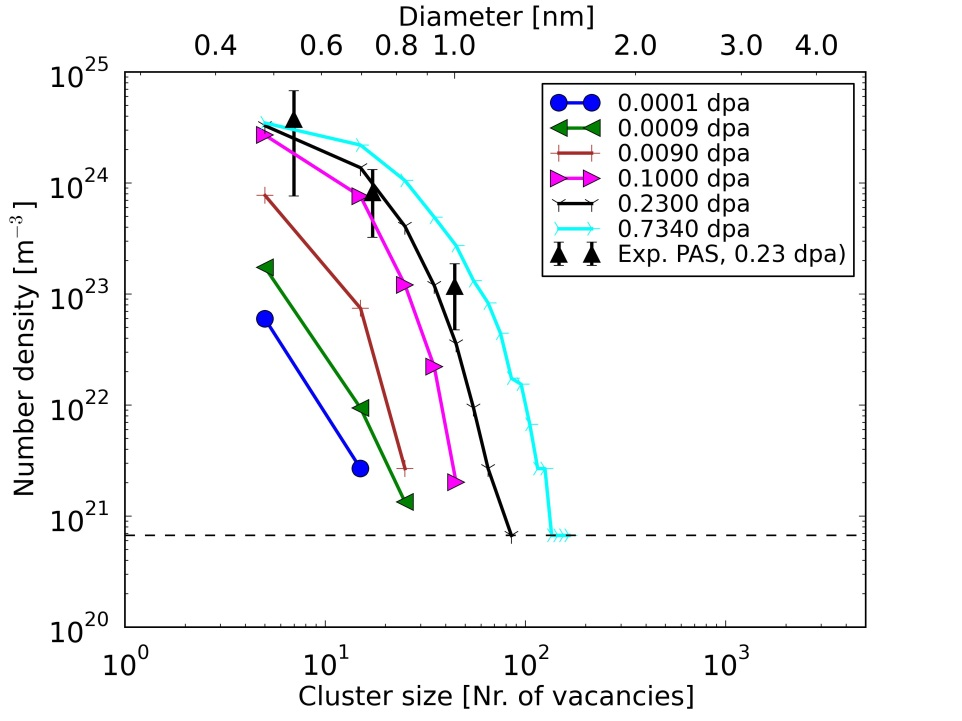 Diameter [nm]
0.4 0.6 0.8 1.0 2.0 3.0 4.0
10^25
10^24
10^23
10^22
10^21
10^20
Number density [m^−3]
0.0001 dpa
0.0009 dpa
0.0090 dpa
0.1000 dpa
0.2300 dpa
0.7340 dpa
Exp. PAS, 0.23 dpa)
10^0 10^1 10^2 10^3
Cluster size [Nr. of vacancies]